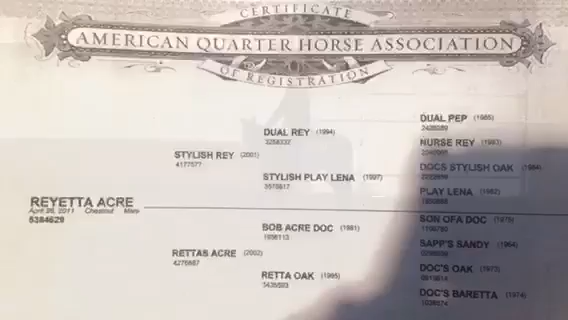 CERTIFICATE
AMERICAN QUARTER HORSE ASSOCIATION
OF REGISTRATION
DUAL PEP (1985)
DUAL REY (1994)
NURSE REY (1983)
STYLISH REY (2001)
4177577
DOCS STYLISH OAK (1984)
STYLISH PLAY LENA (1997)
PLAY LENA (1982)
REYETTA ACRE
April 26, 2011 Chestnut Mare
5384629
SON OFA DOC (1975)
BOB ACRE DOC (1981)
SAPP'S SANDY (1964)
RETTAS ACRE (2002)
DOC'S OAK (1973)
RETTA OAK (1985)
DOC'S BARETTA (1974)